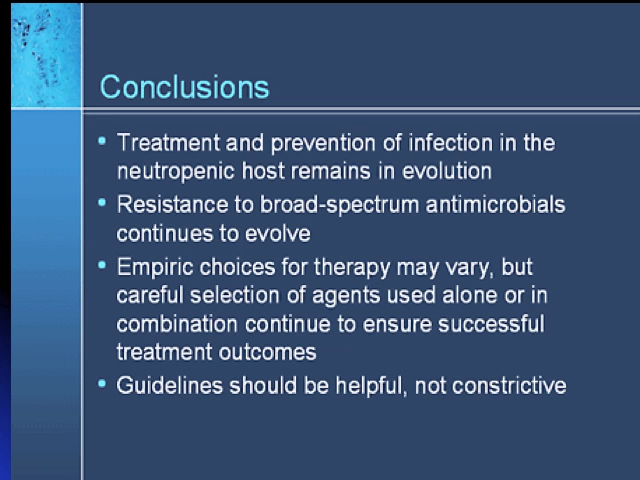 Conclusions
• Treatment and prevention of infection in the
neutropenic host remains in evolution
• Resistance to broad-spectrum antimicrobials
continues to evolve
• Empiric choices for therapy may vary, but
careful selection of agents used alone or in
combination continue to ensure successful
treatment outcomes
• Guidelines should be helpful, not constrictive